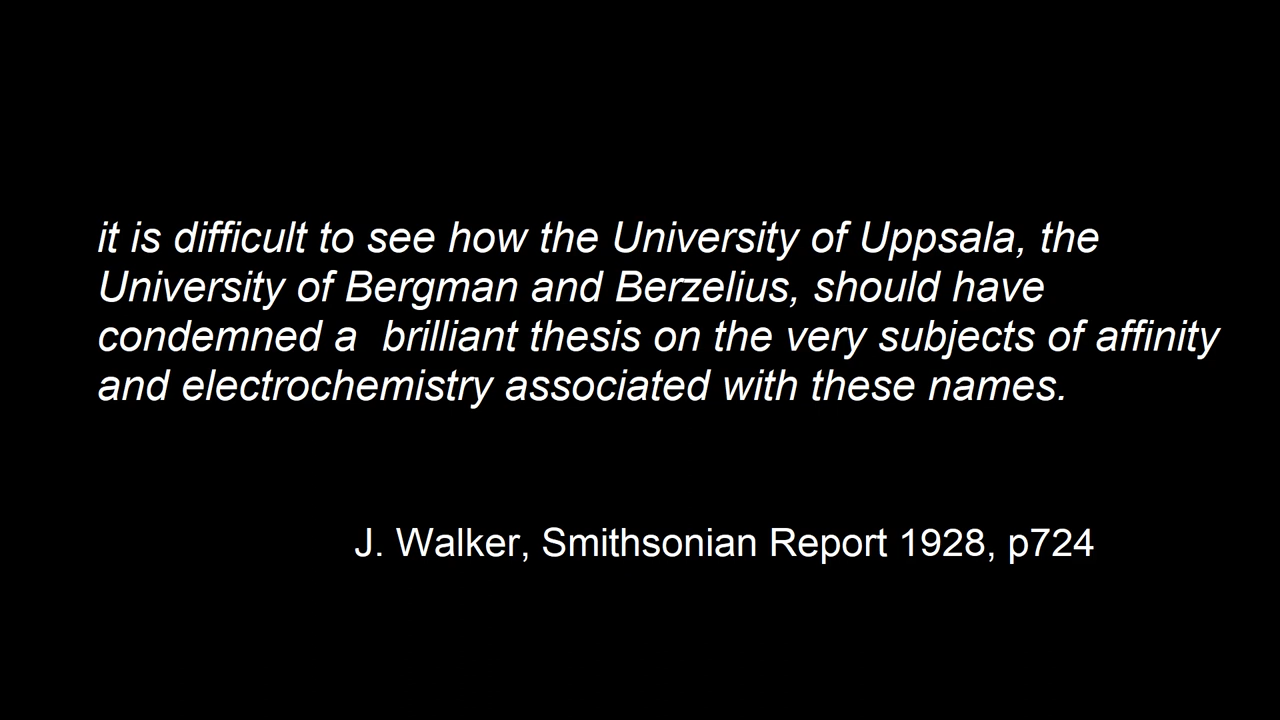 it is difficult to see how the University of Uppsala, the
University of Bergman and Berzelius, should have
condemned a  brilliant thesis on the very subjects of affinity
and electrochemistry associated with these names.
J. Walker, Smithsonian Report 1928, p724